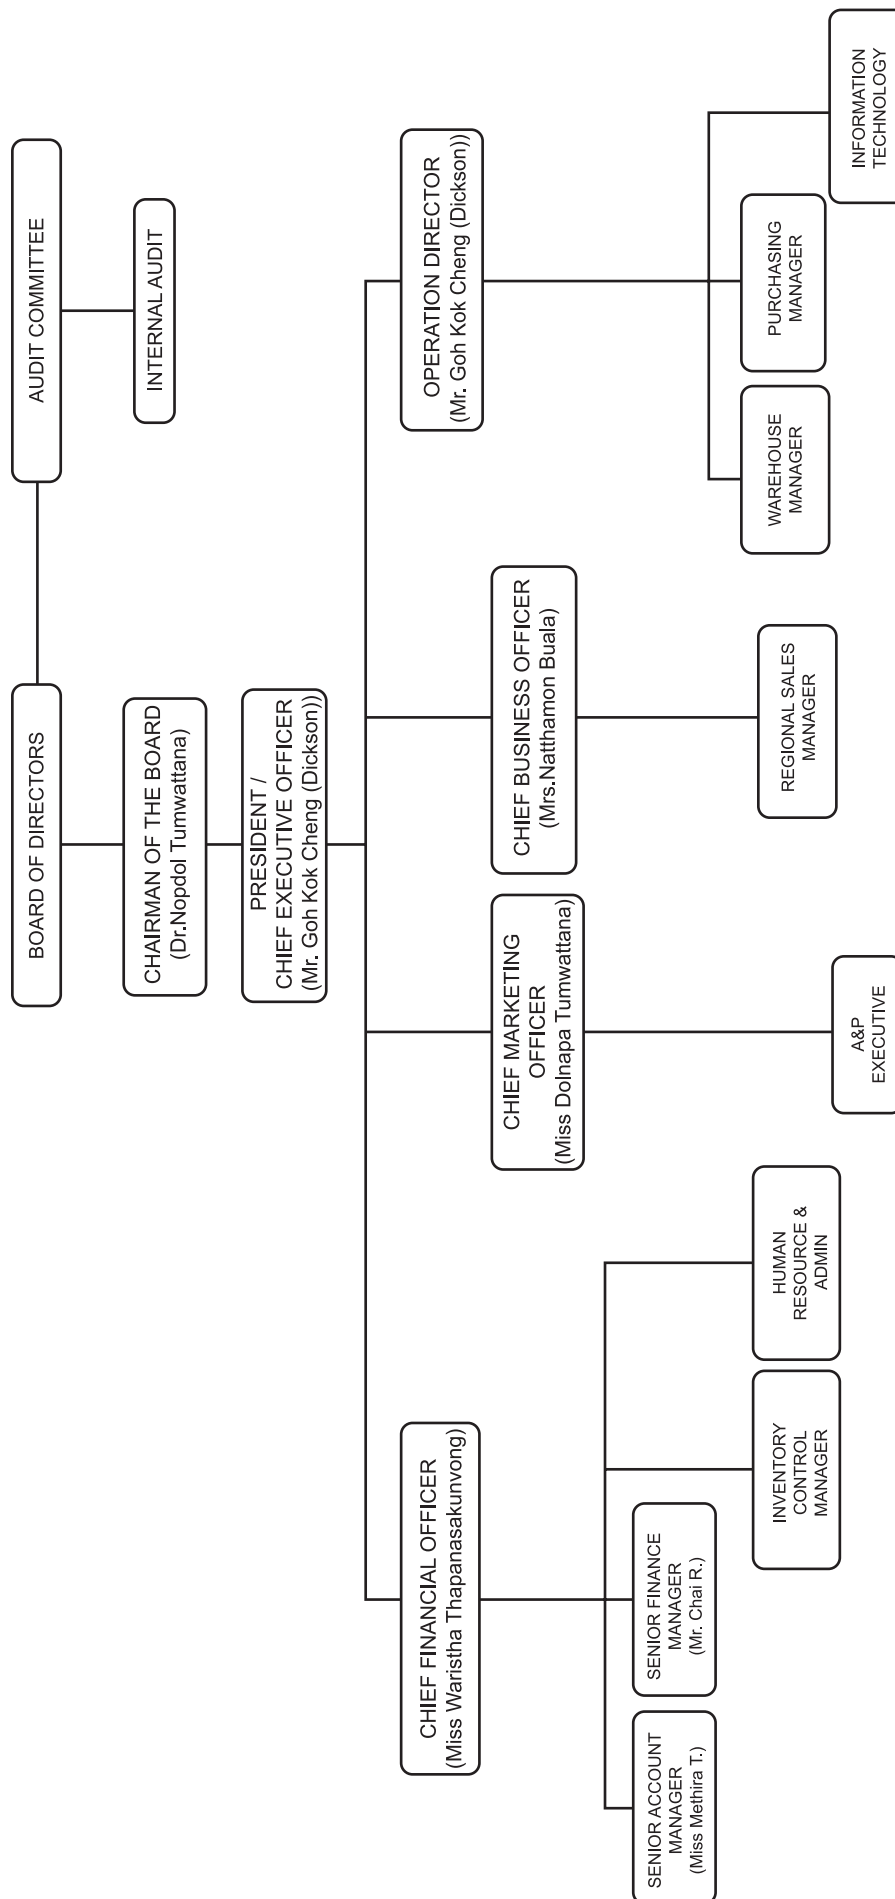 BOARD OF DIRECTORS
AUDIT COMMITTEE
CHAIRMAN OF THE BOARD
(Dr.Nopdol Tumwattana)
INTERNAL AUDIT
PRESIDENT /
CHIEF EXECUTIVE OFFICER
(Mr. Goh Kok Cheng (Dickson))
CHIEF FINANCIAL OFFICER
(Miss Waristha Thapanasakunvong)
CHIEF MARKETING
OFFICER
(Miss Dolnapa Tumwattana)
CHIEF BUSINESS OFFICER
(Mrs.Natthamon Buala)
OPERATION DIRECTOR
(Mr. Goh Kok Cheng (Dickson))
SENIOR ACCOUNT
MANAGER
(Miss Methira T.)
SENIOR FINANCE
MANAGER
(Mr. Chai R.)
INVENTORY
CONTROL
MANAGER
HUMAN
RESOURCE &
ADMIN
A&P
EXECUTIVE
REGIONAL SALES
MANAGER
WAREHOUSE
MANAGER
PURCHASING
MANAGER
INFORMATION
TECHNOLOGY